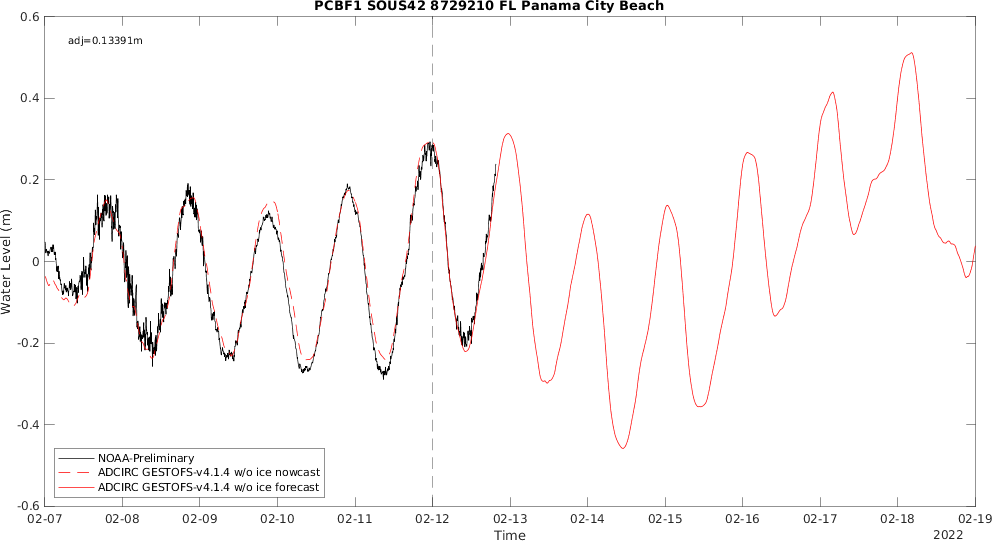 PCBF1 SOUS42 8729210 FL Panama City Beach
adj=0.13391m
0.6
0.4
0.2
0
-0.2
-0.4
-0.6
Water Level (m)
NOAA-Preliminary
ADCIRC GESTOFS-v4.1.4 w/o ice nowcast
ADCIRC GESTOFS-v4.1.4 w/o ice forecast
02-07 02-08 02-09 02-10 02-11 02-12 02-13 02-14 02-15 02-16 02-17 02-18 02-19
Time
2022